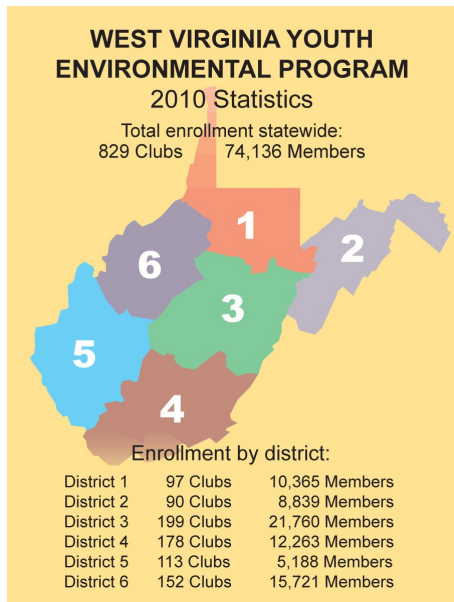 WEST VIRGINIA YOUTH
ENVIRONMENTAL PROGRAM
2010 Statistics
Total enrollment statewide:
829 Clubs 74,136 Members
1
2
6
3
5
4
Enrollment by district:
District 1 97 Clubs 10,365 Members
District 2 90 Clubs 8,839 Members
District 3 199 Clubs 21,760 Members
District 4 178 Clubs 12,263 Members
District 5 113 Clubs 5,188 Members
District 6 152 Clubs 15,721 Members